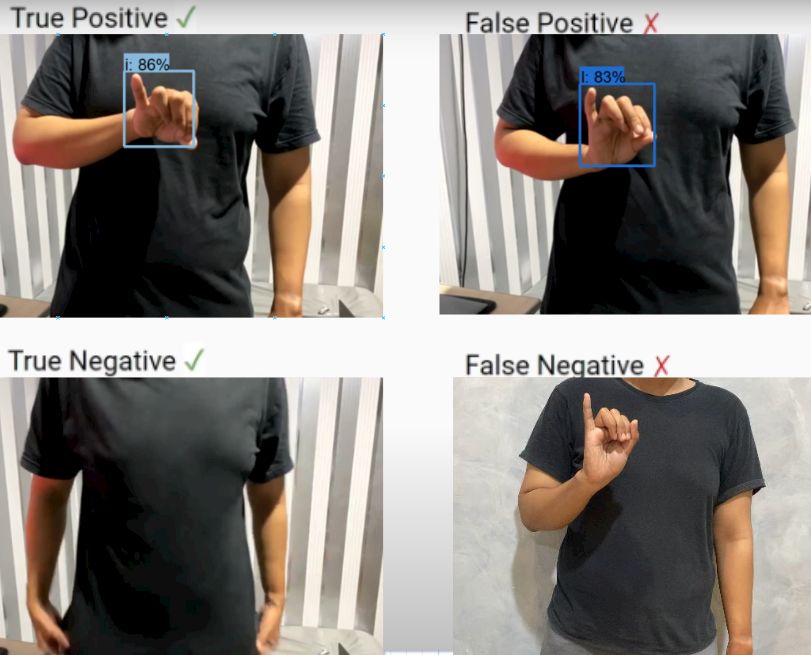 True Positive ✓
False Positive ✗
i: 86%
I: 83%
True Negative ✓
False Negative ✗